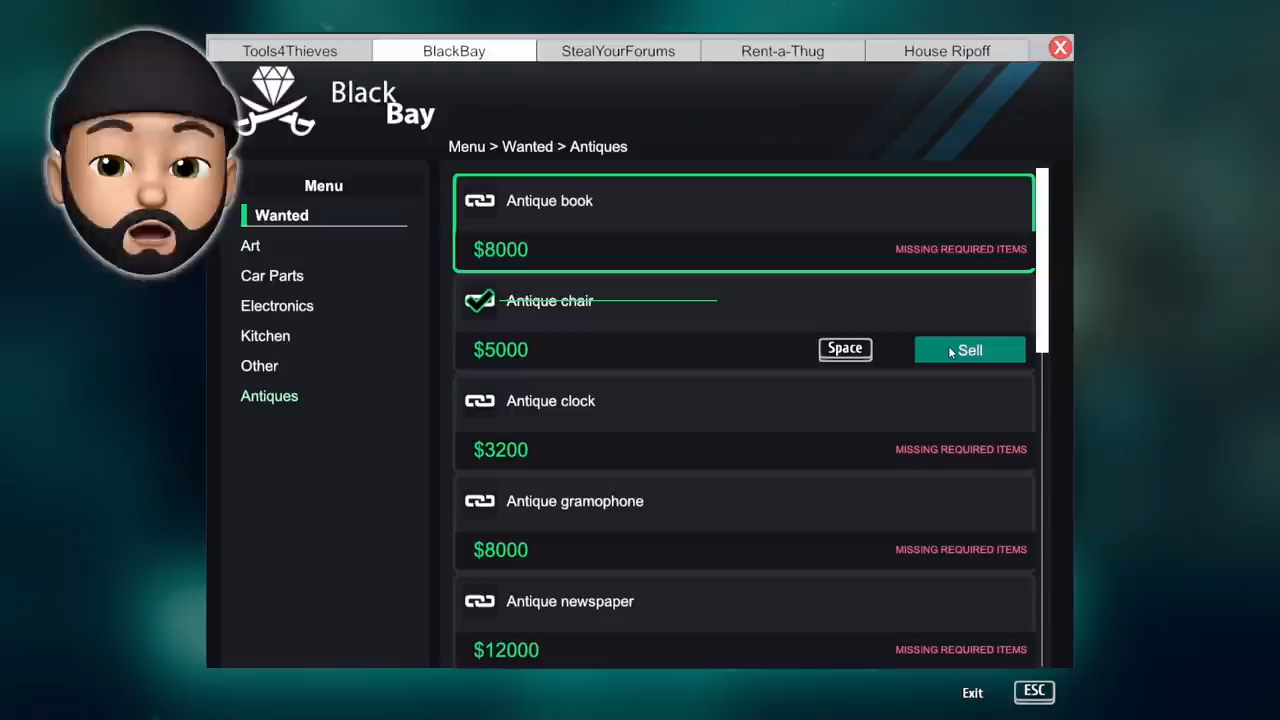 Tools4Thieves
BlackBay
StealYourForums
Rent-a-Thug
House Ripoff
X
Black
Bay
Menu > Wanted > Antiques
Menu
Wanted
Art
Car Parts
Electronics
Kitchen
Other
Antiques
Antique book
$8000
MISSING REQUIRED ITEMS
Antique chair
$5000
Space
Sell
Antique clock
$3200
MISSING REQUIRED ITEMS
Antique gramophone
$8000
MISSING REQUIRED ITEMS
Antique newspaper
$12000
MISSING REQUIRED ITEMS
Exit
ESC